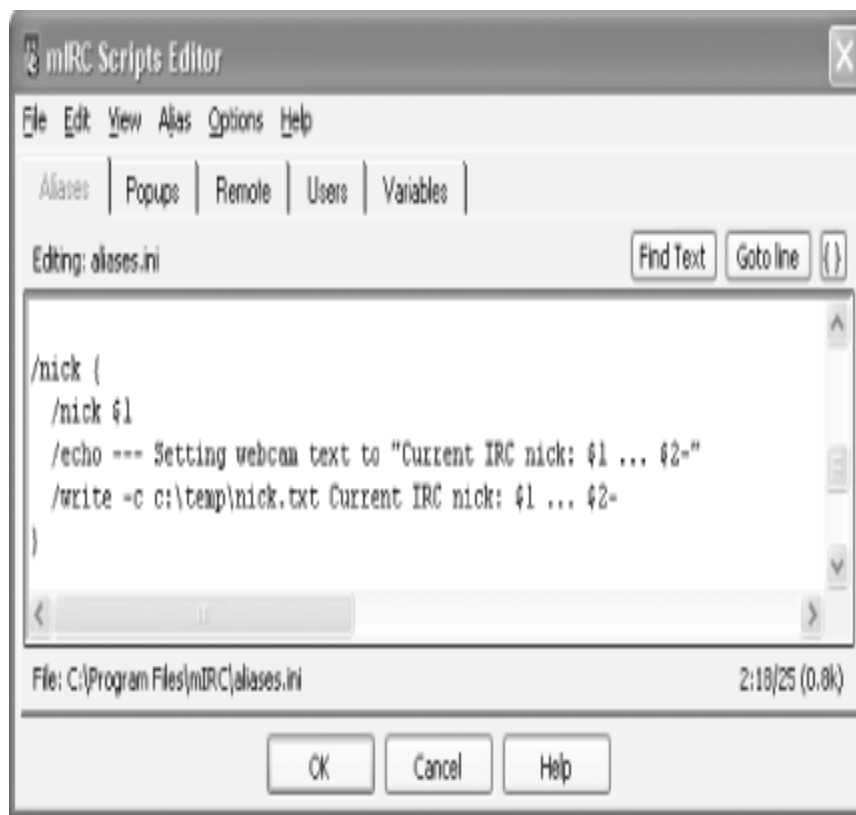 mIRC Scripts Editor
File Edit View Alias Options Help
Aliases Popups Remote Users Variables
Editing: aliases.ini Find Text Goto line { }
/nick {
/nick $1
/echo --- Setting webcam text to "Current IRC nick: $1 ... $2-"
/write -c c:\temp\nick.txt Current IRC nick: $1 ... $2-
}
File: C:\Program Files\mIRC\aliases.ini 2:18/25 (0.8k)
OK Cancel Help